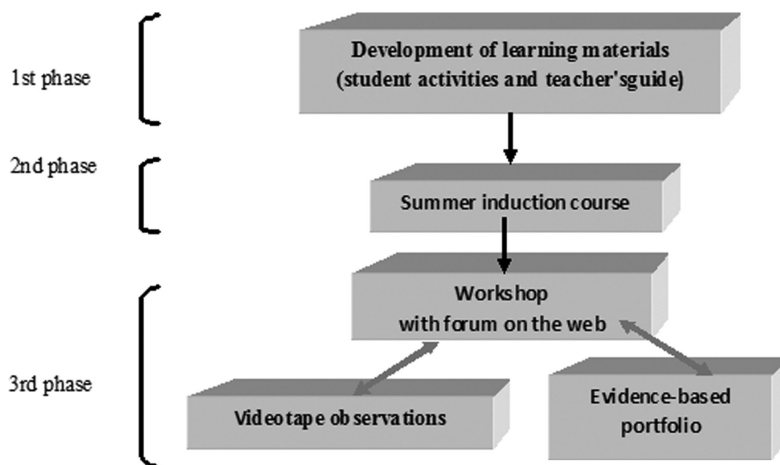 Development of learning materials
(student activities and teacher'sguide)
1st phase
2nd phase
Summer induction course
Workshop
with forum on the web
3rd phase
Videotape observations
Evidence-based
portfolio